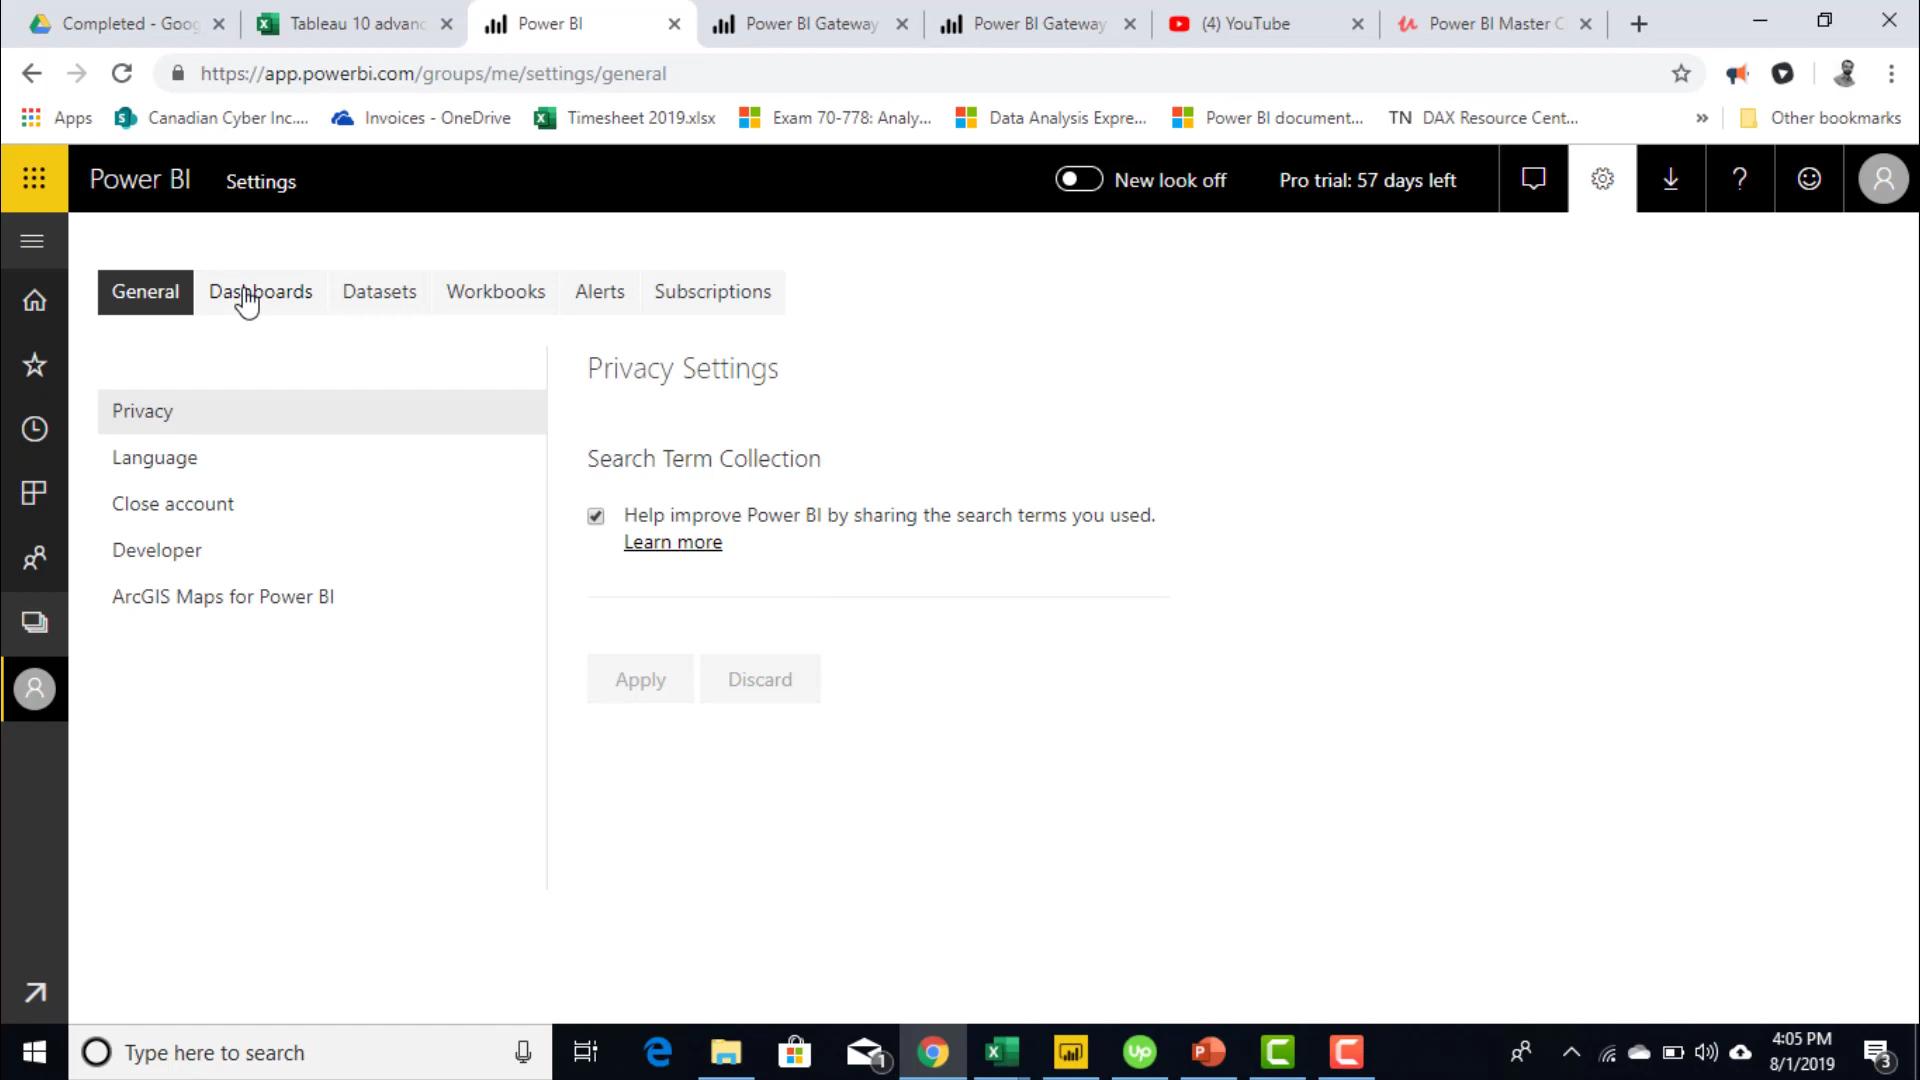 Completed - Goog
Tableau 10 advanc
Power BI
Power BI Gateway
Power BI Gateway
(4) YouTube
Power BI Master C
https://app.powerbi.com/groups/me/settings/general
Apps
Canadian Cyber Inc....
Invoices - OneDrive
Timesheet 2019.xlsx
Exam 70-778: Analy...
Data Analysis Expre...
Power BI document...
TN DAX Resource Cent...
Other bookmarks
Power BI
Settings
New look off
Pro trial: 57 days left
General
Dashboards
Datasets
Workbooks
Alerts
Subscriptions
Privacy
Language
Close account
Developer
ArcGIS Maps for Power BI
Privacy Settings
Search Term Collection
Help improve Power BI by sharing the search terms you used.
Learn more
Apply
Discard
Type here to search
1
4:05 PM
8/1/2019
3